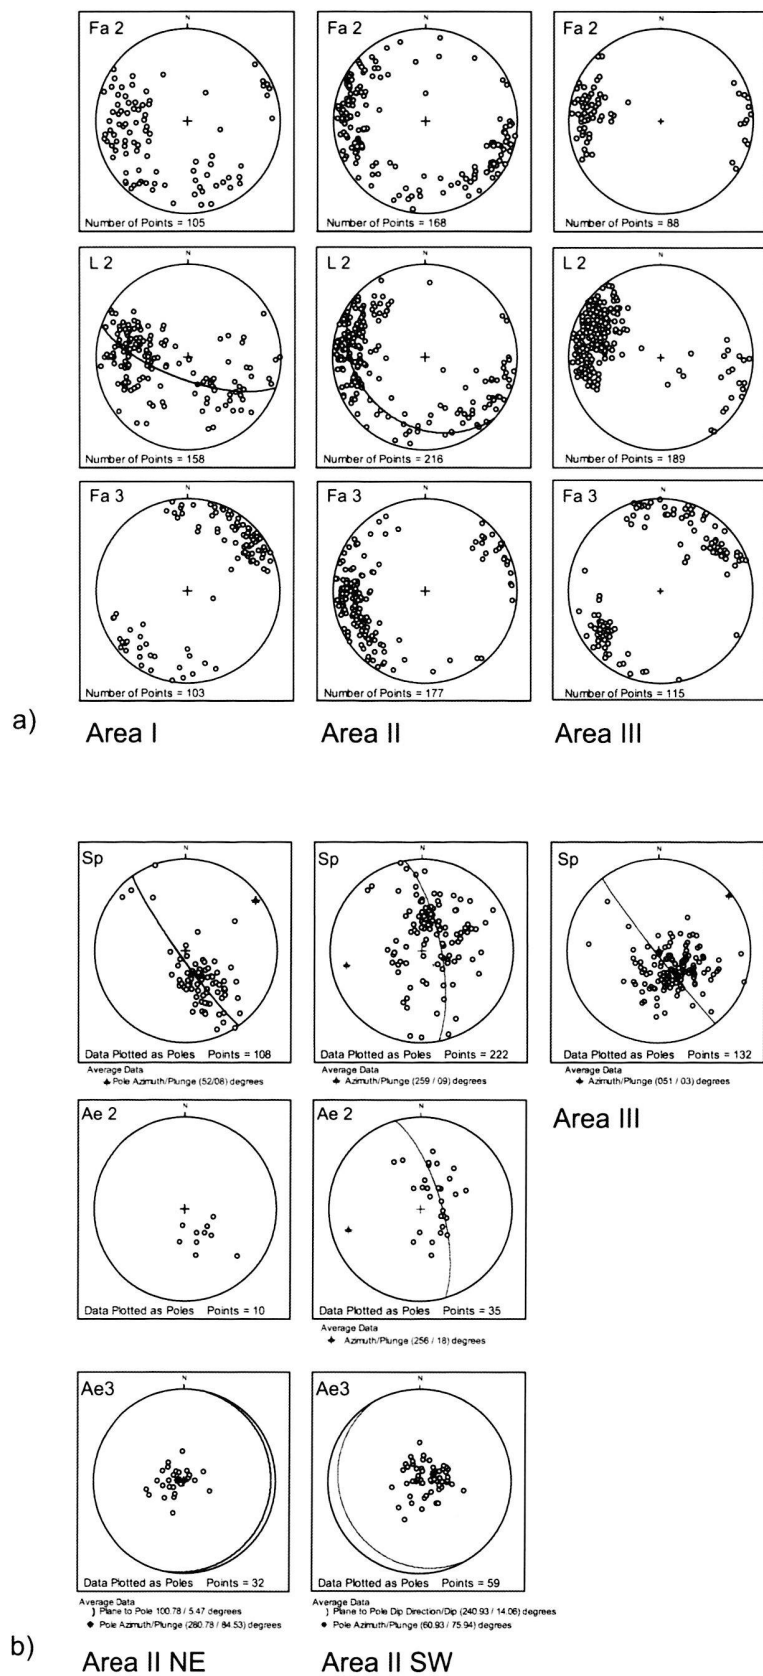 N
Fa 2
Number of Points = 105
N
Fa 2
Number of Points = 168
N
Fa 2
Number of Points = 88
N
L 2
Number of Points = 158
N
L 2
Number of Points = 216
N
L 2
Number of Points = 189
N
Fa 3
Number of Points = 103
N
Fa 3
Number of Points = 177
N
Fa 3
Number of Points = 115
a)
Area I
Area II
Area III
N
Sp
Data Plotted as Poles Points = 108
Average Data
Pole Azimuth/Plunge (52/08) degrees
N
Sp
Data Plotted as Poles Points = 222
Average Data
Azimuth/Plunge (259 / 09) degrees
N
Sp
Data Plotted as Poles Points = 132
Average Data
Azimuth/Plunge (051 / 03) degrees
Area III
N
Ae 2
Data Plotted as Poles Points = 10
N
Ae 2
Data Plotted as Poles Points = 35
Average Data
Azimuth/Plunge (256 / 18) degrees
N
Ae3
Data Plotted as Poles Points = 32
Average Data
Plane to Pole 100.78 / 5.47 degrees
Pole Azimuth/Plunge (280.78 / 84.53) degrees
N
Ae3
Data Plotted as Poles Points = 59
Average Data
Plane to Pole Dip Direction/Dip (240.93 / 14.06) degrees
Pole Azimuth/Plunge (60.93 / 75.94) degrees
b)
Area II NE
Area II SW